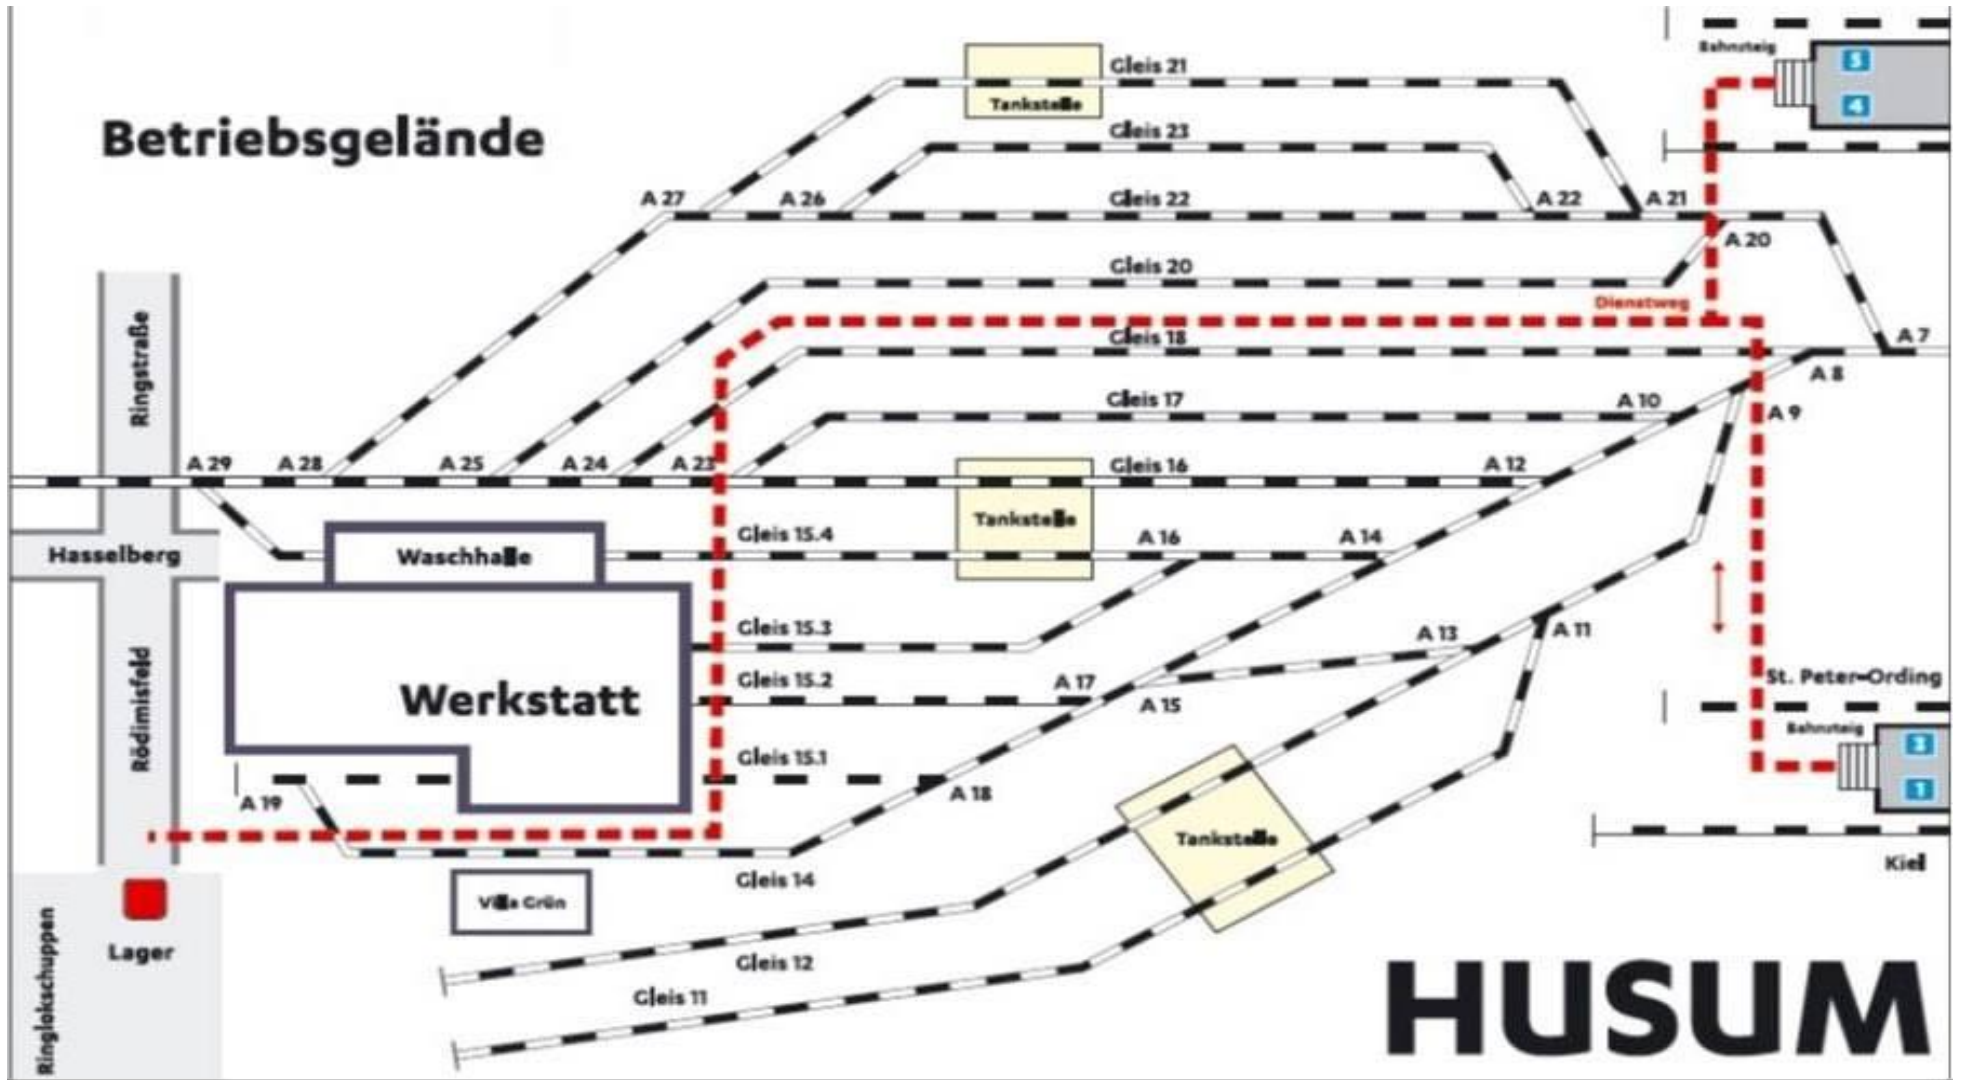 Bahnsteig
5
Gleis 21
4
Tankstelle
Betriebsgelände
Gleis 23
A 27
A 26
Gleis 22
A 22
A 21
A 20
Gleis 20
Dienstweg
Ringstraße
Gleis 18
A 7
A 8
Gleis 17
A 10
A 9
A 29
A 28
A 25
A 24
A 23
Gleis 16
A 12
Tankstelle
Hasselberg
Waschhalle
Gleis 15.4
A 16
A 14
Gleis 15.3
A 13
A 11
Rödimisfeld
Werkstatt
Gleis 15.2
A 17
A 15
St. Peter-Ording
Bahnsteig
3
1
Gleis 15.1
A 19
A 18
Tankstelle
Kiel
Gleis 14
Villa Grün
Lager
Ringlokschuppen
Gleis 12
Gleis 11
HUSUM